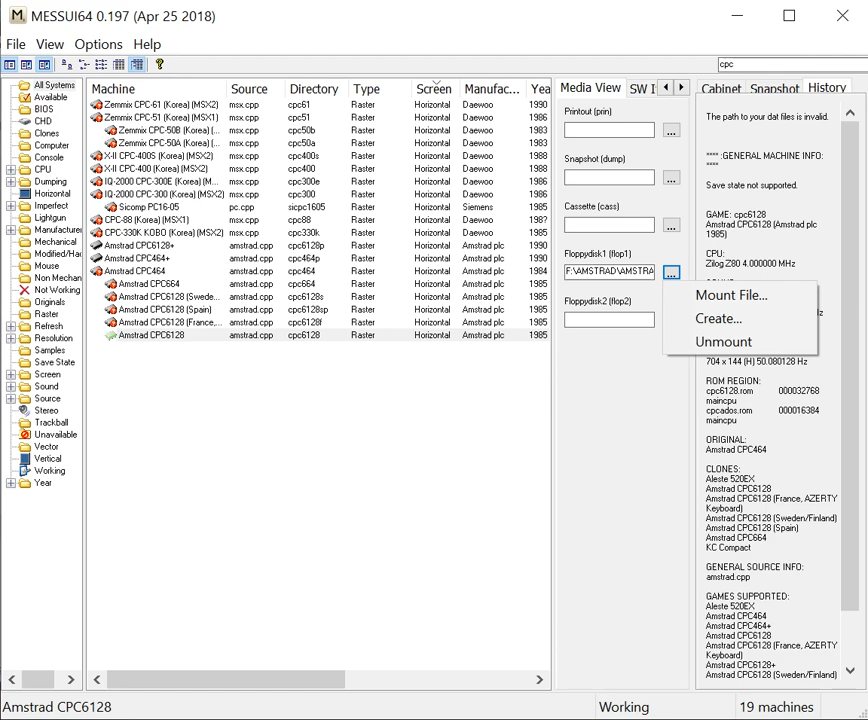 MESSUI64 0.197 (Apr 25 2018)
File View Options Help
cpc
All Systems
Available
BIOS
CHD
Clones
Computer
Console
CPU
Dumping
Horizontal
Imperfect
Lightgun
Manufacturer
Mechanical
Modified/Hac
Mouse
Non Mechan
Not Working
Originals
Raster
Refresh
Resolution
Samples
Save State
Screen
Sound
Source
Stereo
Trackball
Unavailable
Vector
Vertical
Working
Year
Machine Source Directory Type Screen Manufac... Yea
Zemmix CPC-61 (Korea) (MSX2) msx.cpp cpc61 Raster Horizontal Daewoo 1990
Zemmix CPC-51 (Korea) (MSX1) msx.cpp cpc51 Raster Horizontal Daewoo 1986
Zemmix CPC-50B (Korea) (... msx.cpp cpc50b Raster Horizontal Daewoo 1983
Zemmix CPC-50A (Korea) (... msx.cpp cpc50a Raster Horizontal Daewoo 1983
X-II CPC-400S (Korea) (MSX2) msx.cpp cpc400s Raster Horizontal Daewoo 1988
X-II CPC-400 (Korea) (MSX2) msx.cpp cpc400 Raster Horizontal Daewoo 1988
IQ-2000 CPC-300E (Korea) (M... msx.cpp cpc300e Raster Horizontal Daewoo 1986
IQ-2000 CPC-300 (Korea) (MSX2) msx.cpp cpc300 Raster Horizontal Daewoo 1986
Sicomp PC16-05 pc.cpp sicpc1605 Raster Horizontal Siemens 1985
CPC-88 (Korea) (MSX1) msx.cpp cpc88 Raster Horizontal Daewoo 198?
CPC-330K KOBO (Korea) (MSX2) msx.cpp cpc330k Raster Horizontal Daewoo 1985
Amstrad CPC6128+ amstrad.cpp cpc6128p Raster Horizontal Amstrad plc 1990
Amstrad CPC464+ amstrad.cpp cpc464p Raster Horizontal Amstrad plc 1990
Amstrad CPC464 amstrad.cpp cpc464 Raster Horizontal Amstrad plc 1984
Amstrad CPC664 amstrad.cpp cpc664 Raster Horizontal Amstrad plc 1985
Amstrad CPC6128 (Swede... amstrad.cpp cpc6128s Raster Horizontal Amstrad plc 1985
Amstrad CPC6128 (Spain) amstrad.cpp cpc6128sp Raster Horizontal Amstrad plc 1985
Amstrad CPC6128 (France,... amstrad.cpp cpc6128f Raster Horizontal Amstrad plc 1985
Amstrad CPC6128 amstrad.cpp cpc6128 Raster Horizontal Amstrad plc 1985
Media View SW I
Printout (prin)
...
Snapshot (dump)
...
Cassette (cass)
...
Floppydisk1 (flop1)
F:\AMSTRAD\AMSTRA ...
Floppydisk2 (flop2)
Mount File...
Create...
Unmount
Cabinet Snapshot History
The path to your dat files is invalid.
**** :GENERAL MACHINE INFO:
****
Save state not supported.
GAME: cpc6128
Amstrad CPC6128 (Amstrad plc
1985)
CPU:
Zilog Z80 4.000000 MHz
Hz
704 x 144 (H) 50.080128 Hz
ROM REGION:
cpc6128.rom 000032768
maincpu
cpcados.rom 000016384
maincpu
ORIGINAL:
Amstrad CPC464
CLONES:
Aleste 520EX
Amstrad CPC6128
Amstrad CPC6128 (France, AZERTY
Keyboard)
Amstrad CPC6128 (Sweden/Finland)
Amstrad CPC6128 (Spain)
Amstrad CPC664
KC Compact
GENERAL SOURCE INFO:
amstrad.cpp
GAMES SUPPORTED:
Aleste 520EX
Amstrad CPC464
Amstrad CPC464+
Amstrad CPC6128
Amstrad CPC6128 (France, AZERTY
Keyboard)
Amstrad CPC6128+
Amstrad CPC6128 (Sweden/Finland)
Amstrad CPC6128 Working 19 machines